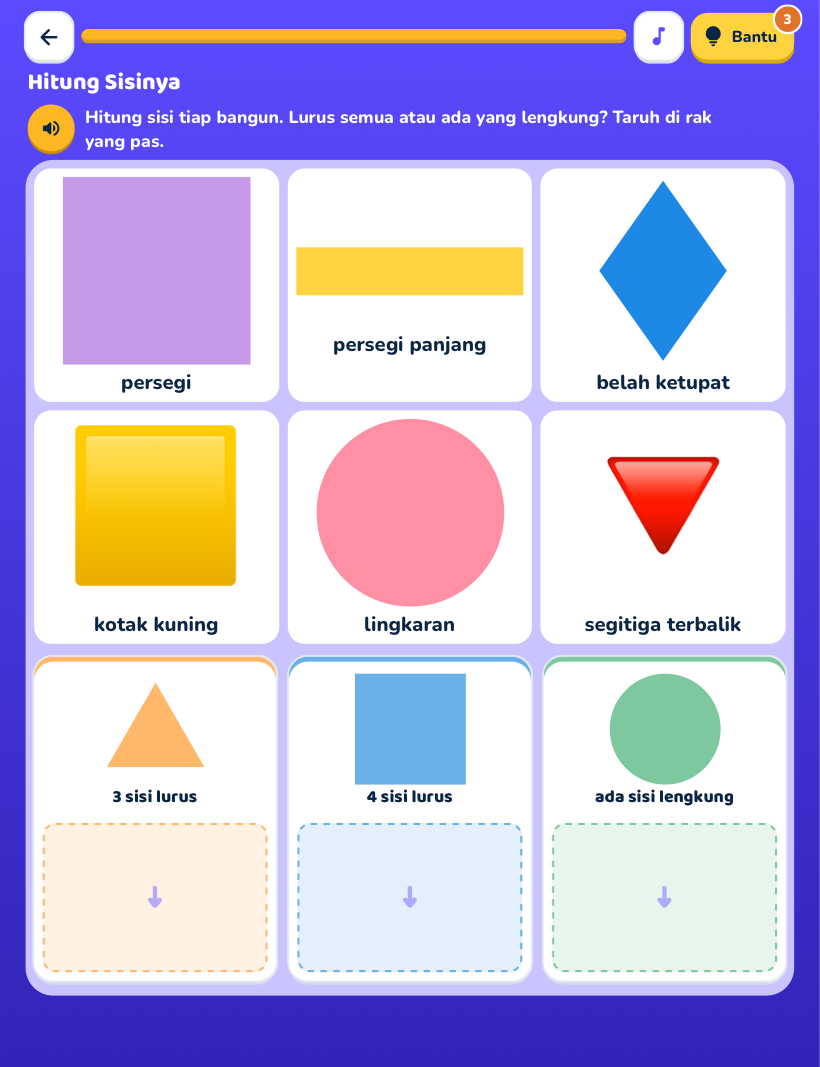 Bantu
3
Hitung Sisinya
Hitung sisi tiap bangun. Lurus semua atau ada yang lengkung? Taruh di rak
yang pas.
persegi
persegi panjang
belah ketupat
kotak kuning
lingkaran
segitiga terbalik
3 sisi lurus
4 sisi lurus
ada sisi lengkung